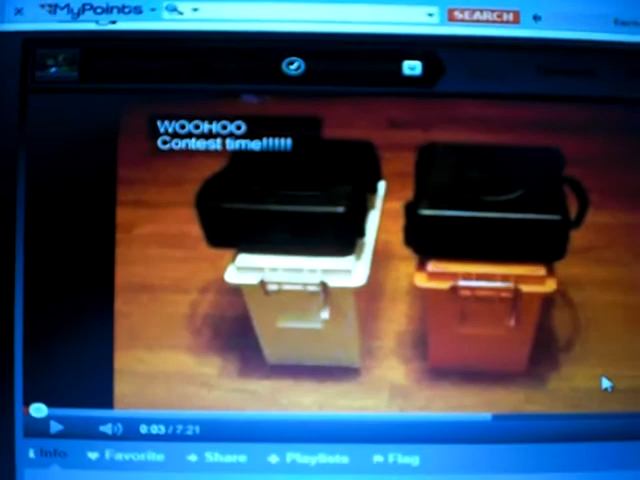 MyPoints
SEARCH
WOOHOO
Contest time!!!!!
0:03 / 7:21
Info
Favorite
Share
Playlists
Flag